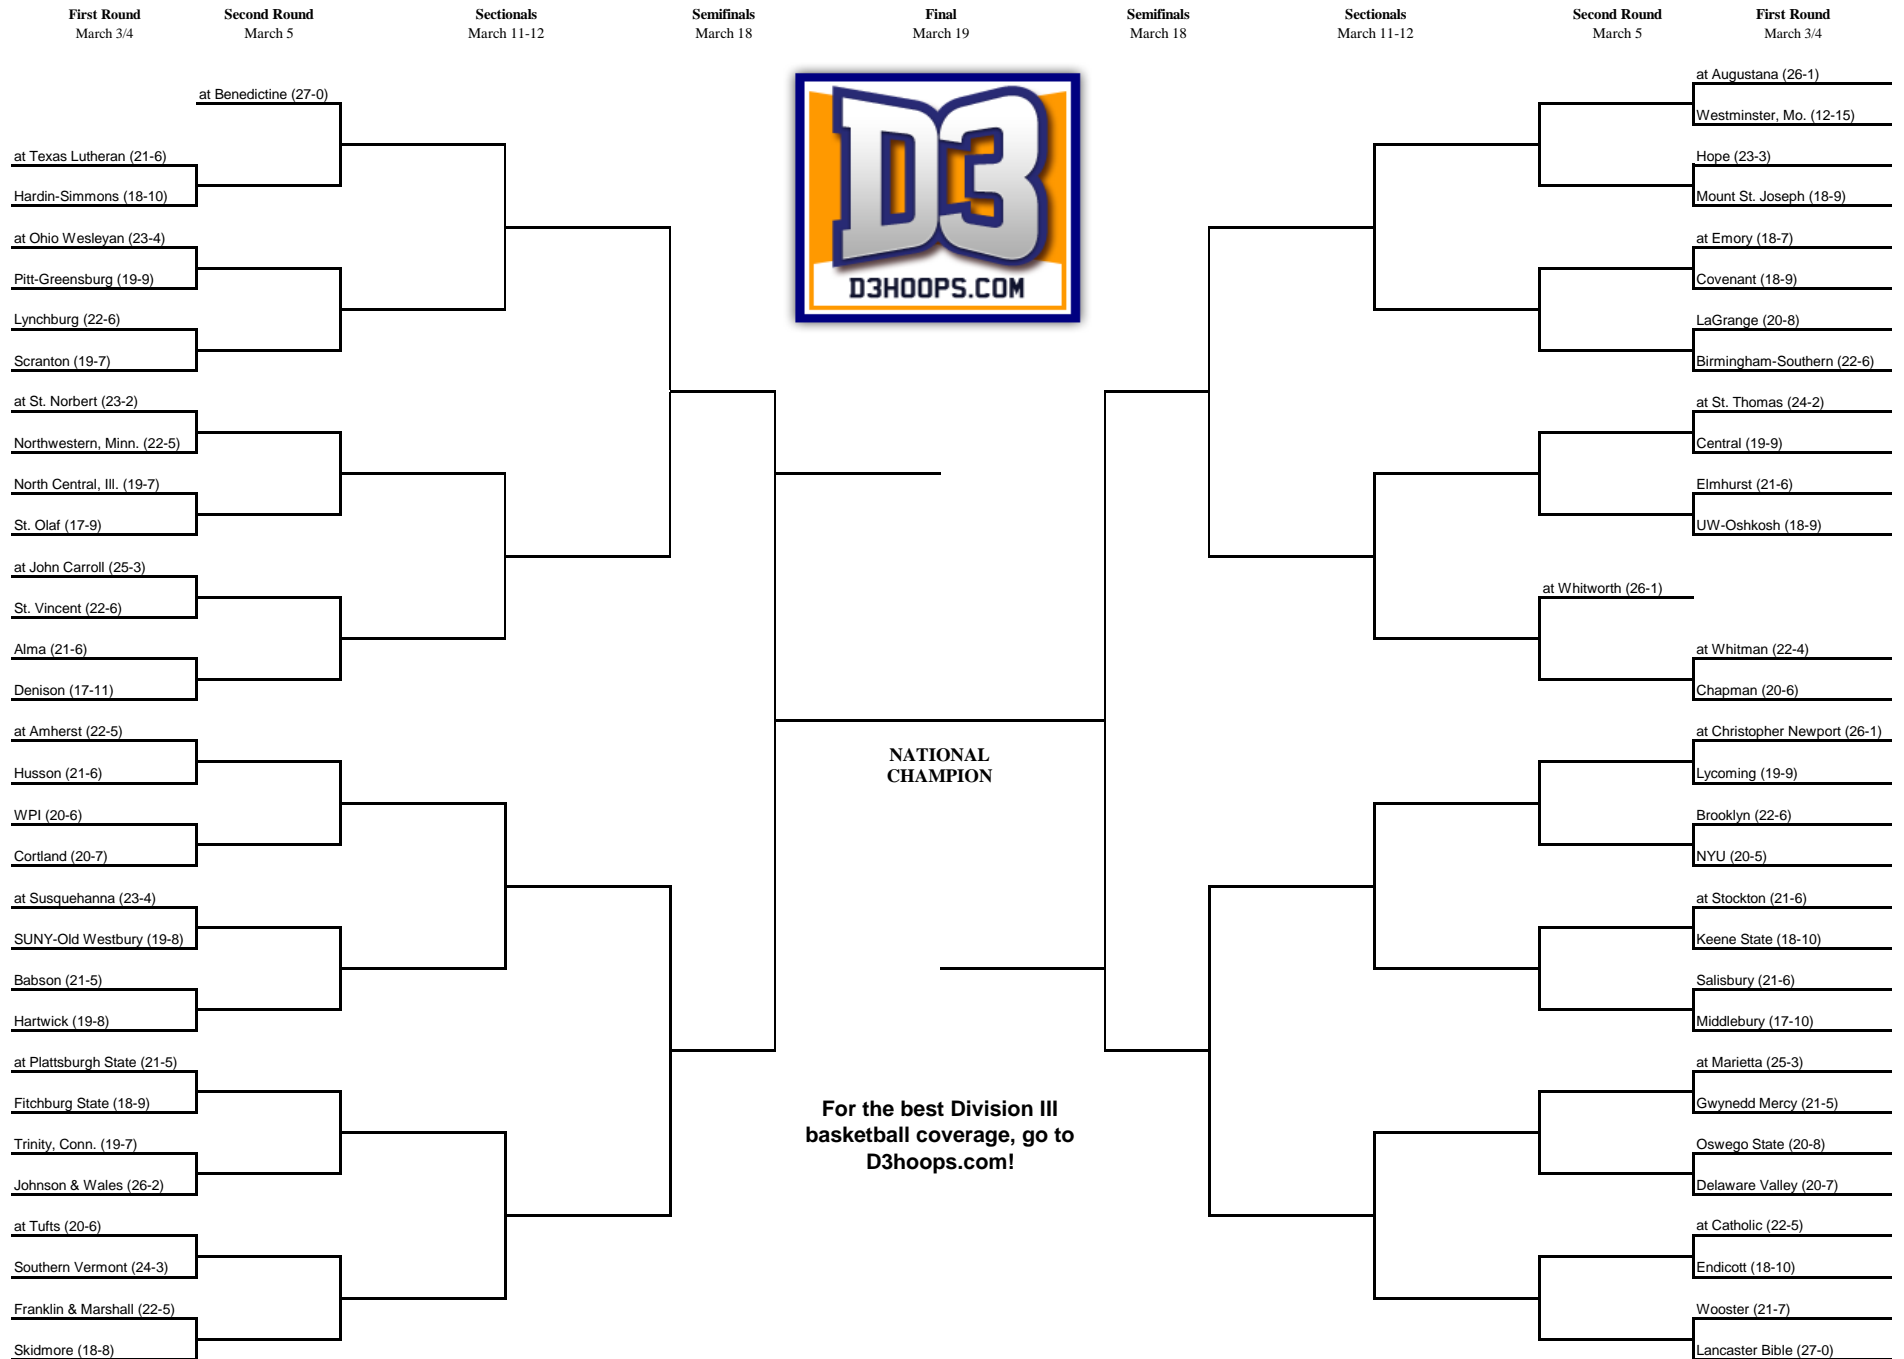 First Round
March 3/4
Second Round
March 5
Sectionals
March 11-12
Semifinals
March 18
Final
March 19
Semifinals
March 18
Sectionals
March 11-12
Second Round
March 5
First Round
March 3/4
at Benedictine (27-0)
at Texas Lutheran (21-6)
Hardin-Simmons (18-10)
at Ohio Wesleyan (23-4)
Pitt-Greensburg (19-9)
Lynchburg (22-6)
Scranton (19-7)
at St. Norbert (23-2)
Northwestern, Minn. (22-5)
North Central, Ill. (19-7)
St. Olaf (17-9)
at John Carroll (25-3)
St. Vincent (22-6)
Alma (21-6)
Denison (17-11)
at Amherst (22-5)
Husson (21-6)
WPI (20-6)
Cortland (20-7)
at Susquehanna (23-4)
SUNY-Old Westbury (19-8)
Babson (21-5)
Hartwick (19-8)
at Plattsburgh State (21-5)
Fitchburg State (18-9)
Trinity, Conn. (19-7)
Johnson & Wales (26-2)
at Tufts (20-6)
Southern Vermont (24-3)
Franklin & Marshall (22-5)
Skidmore (18-8)
D3
D3HOOPS.COM
NATIONAL
CHAMPION
For the best Division III
basketball coverage, go to
D3hoops.com!
at Augustana (26-1)
Westminster, Mo. (12-15)
Hope (23-3)
Mount St. Joseph (18-9)
at Emory (18-7)
Covenant (18-9)
LaGrange (20-8)
Birmingham-Southern (22-6)
at St. Thomas (24-2)
Central (19-9)
Elmhurst (21-6)
UW-Oshkosh (18-9)
at Whitworth (26-1)
at Whitman (22-4)
Chapman (20-6)
at Christopher Newport (26-1)
Lycoming (19-9)
Brooklyn (22-6)
NYU (20-5)
at Stockton (21-6)
Keene State (18-10)
Salisbury (21-6)
Middlebury (17-10)
at Marietta (25-3)
Gwynedd Mercy (21-5)
Oswego State (20-8)
Delaware Valley (20-7)
at Catholic (22-5)
Endicott (18-10)
Wooster (21-7)
Lancaster Bible (27-0)